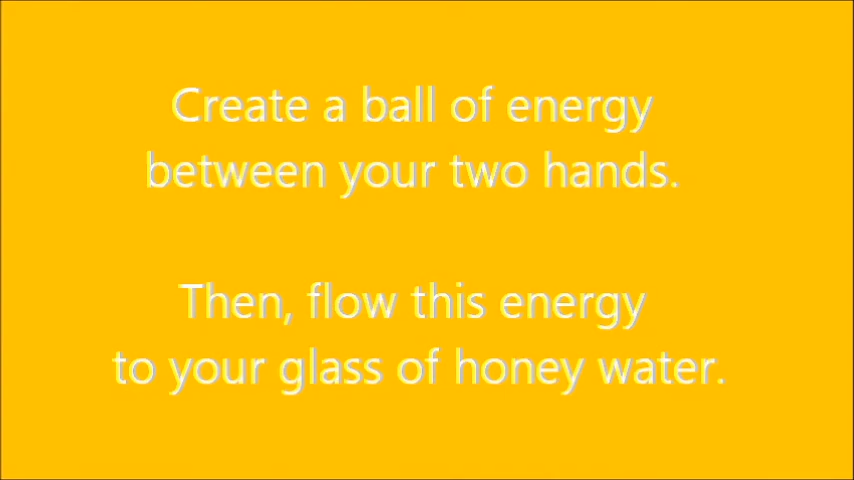 Create a ball of energy
between your two hands.
Then, flow this energy
to your glass of honey water.